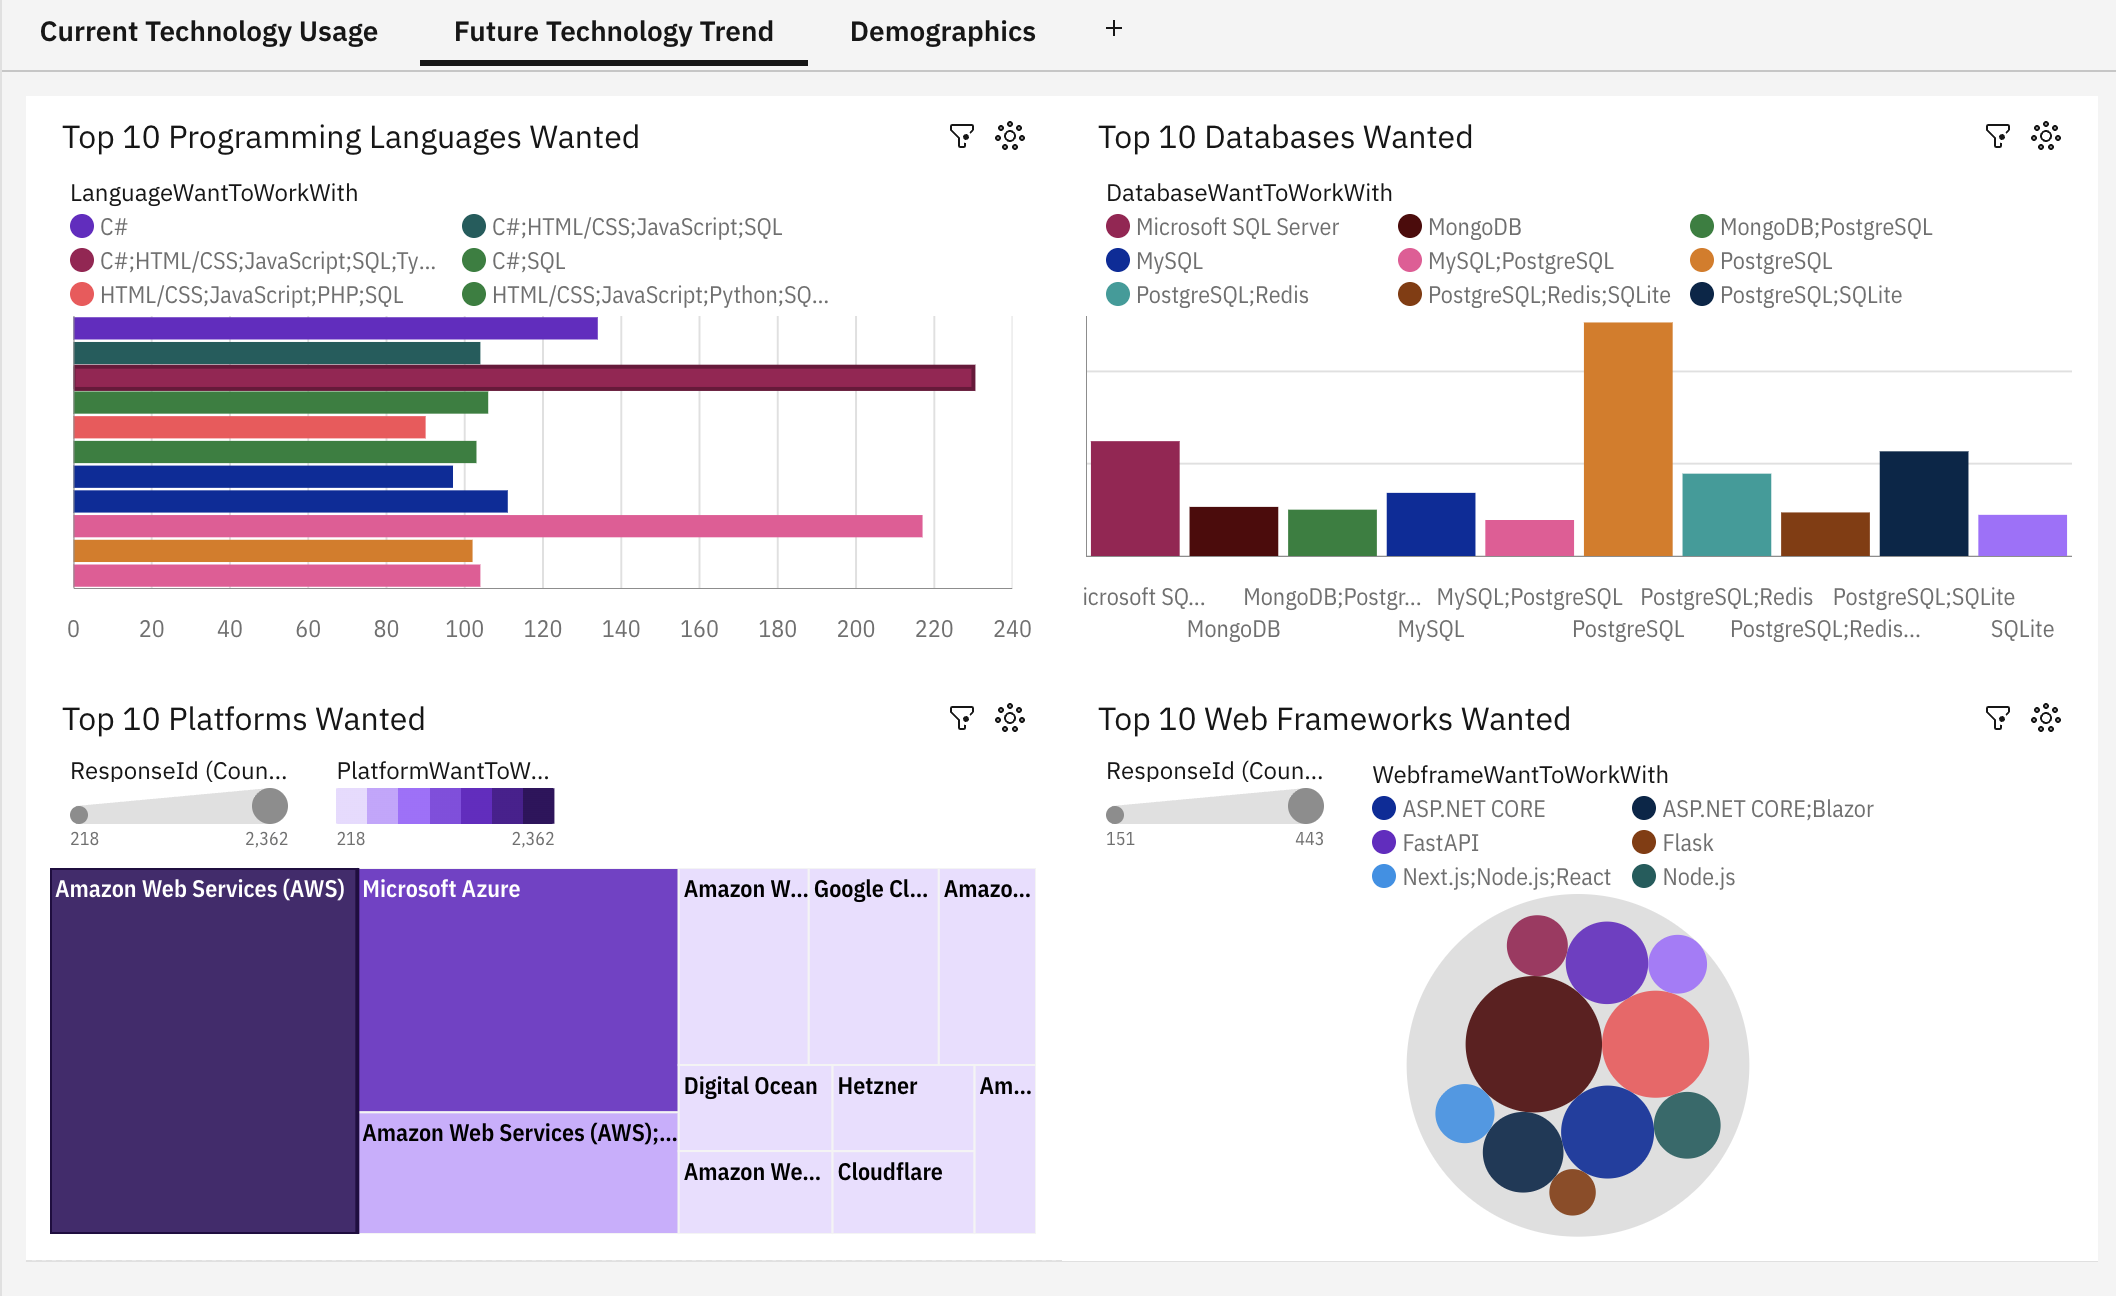 Current Technology Usage Future Technology Trend Demographics +
Top 10 Programming Languages Wanted
LanguageWantToWorkWith
C# C#;HTML/CSS;JavaScript;SQL
C#;HTML/CSS;JavaScript;SQL;Ty... C#;SQL
HTML/CSS;JavaScript;PHP;SQL HTML/CSS;JavaScript;Python;SQ...
0 20 40 60 80 100 120 140 160 180 200 220 240
Top 10 Databases Wanted
DatabaseWantToWorkWith
Microsoft SQL Server MongoDB MongoDB;PostgreSQL
MySQL MySQL;PostgreSQL PostgreSQL
PostgreSQL;Redis PostgreSQL;Redis;SQLite PostgreSQL;SQLite
icrosoft SQ... MongoDB;Postgr... MySQL;PostgreSQL PostgreSQL;Redis PostgreSQL;SQLite
MongoDB MySQL PostgreSQL PostgreSQL;Redis... SQLite
Top 10 Platforms Wanted
ResponseId (Coun... PlatformWantToW...
218 2,362 218 2,362
Amazon Web Services (AWS) Microsoft Azure Amazon W... Google Cl... Amazo...
Digital Ocean Hetzner Am...
Amazon Web Services (AWS);...
Amazon We... Cloudflare
Top 10 Web Frameworks Wanted
ResponseId (Coun... WebframeWantToWorkWith
151 443
ASP.NET CORE ASP.NET CORE;Blazor
FastAPI Flask
Next.js;Node.js;React Node.js